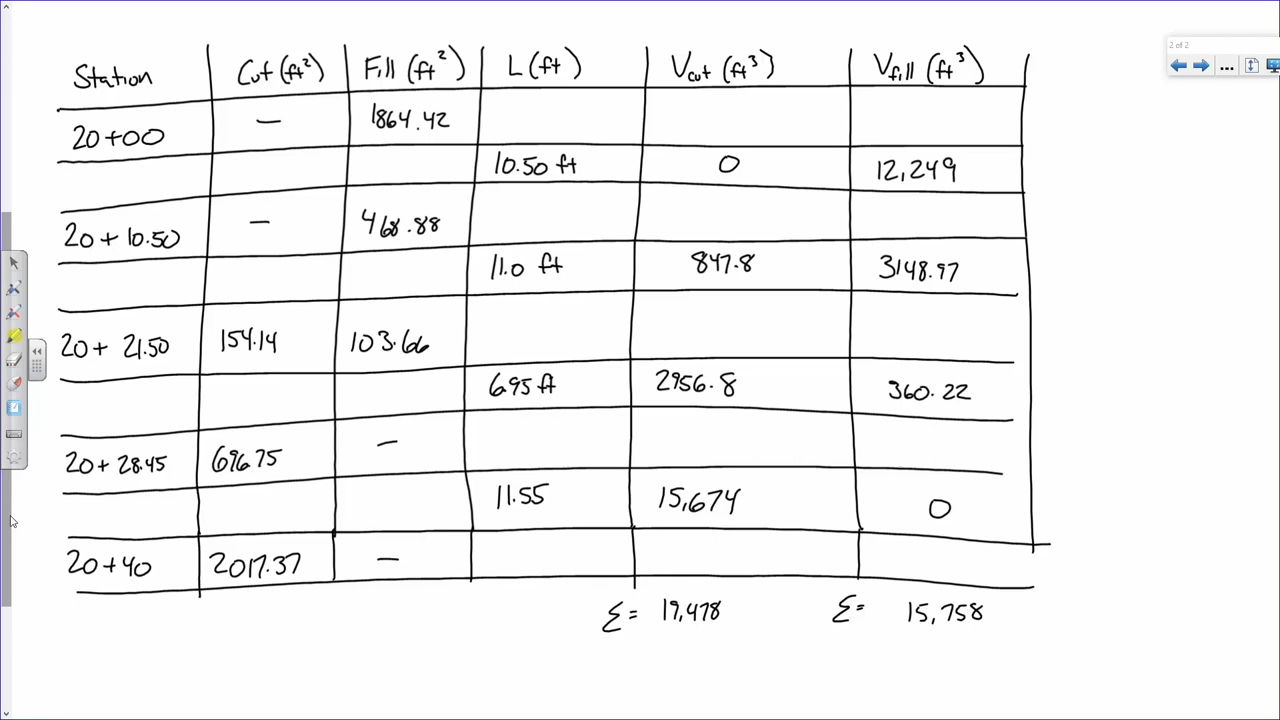 2 of 2
Station Cut (ft²) Fill (ft²) L (ft) Vcut (ft³) Vfill (ft³)
20+00 — 1864.42
10.50 ft 0 12,249
20+10.50 — 468.88
11.0 ft 847.8 3148.97
20+ 21.50 154.14 103.66
6.95 ft 2956.8 360.22
20+28.45 696.75 —
11.55 15,674 0
20+40 2017.37 —
Σ= 19,478 Σ= 15,758